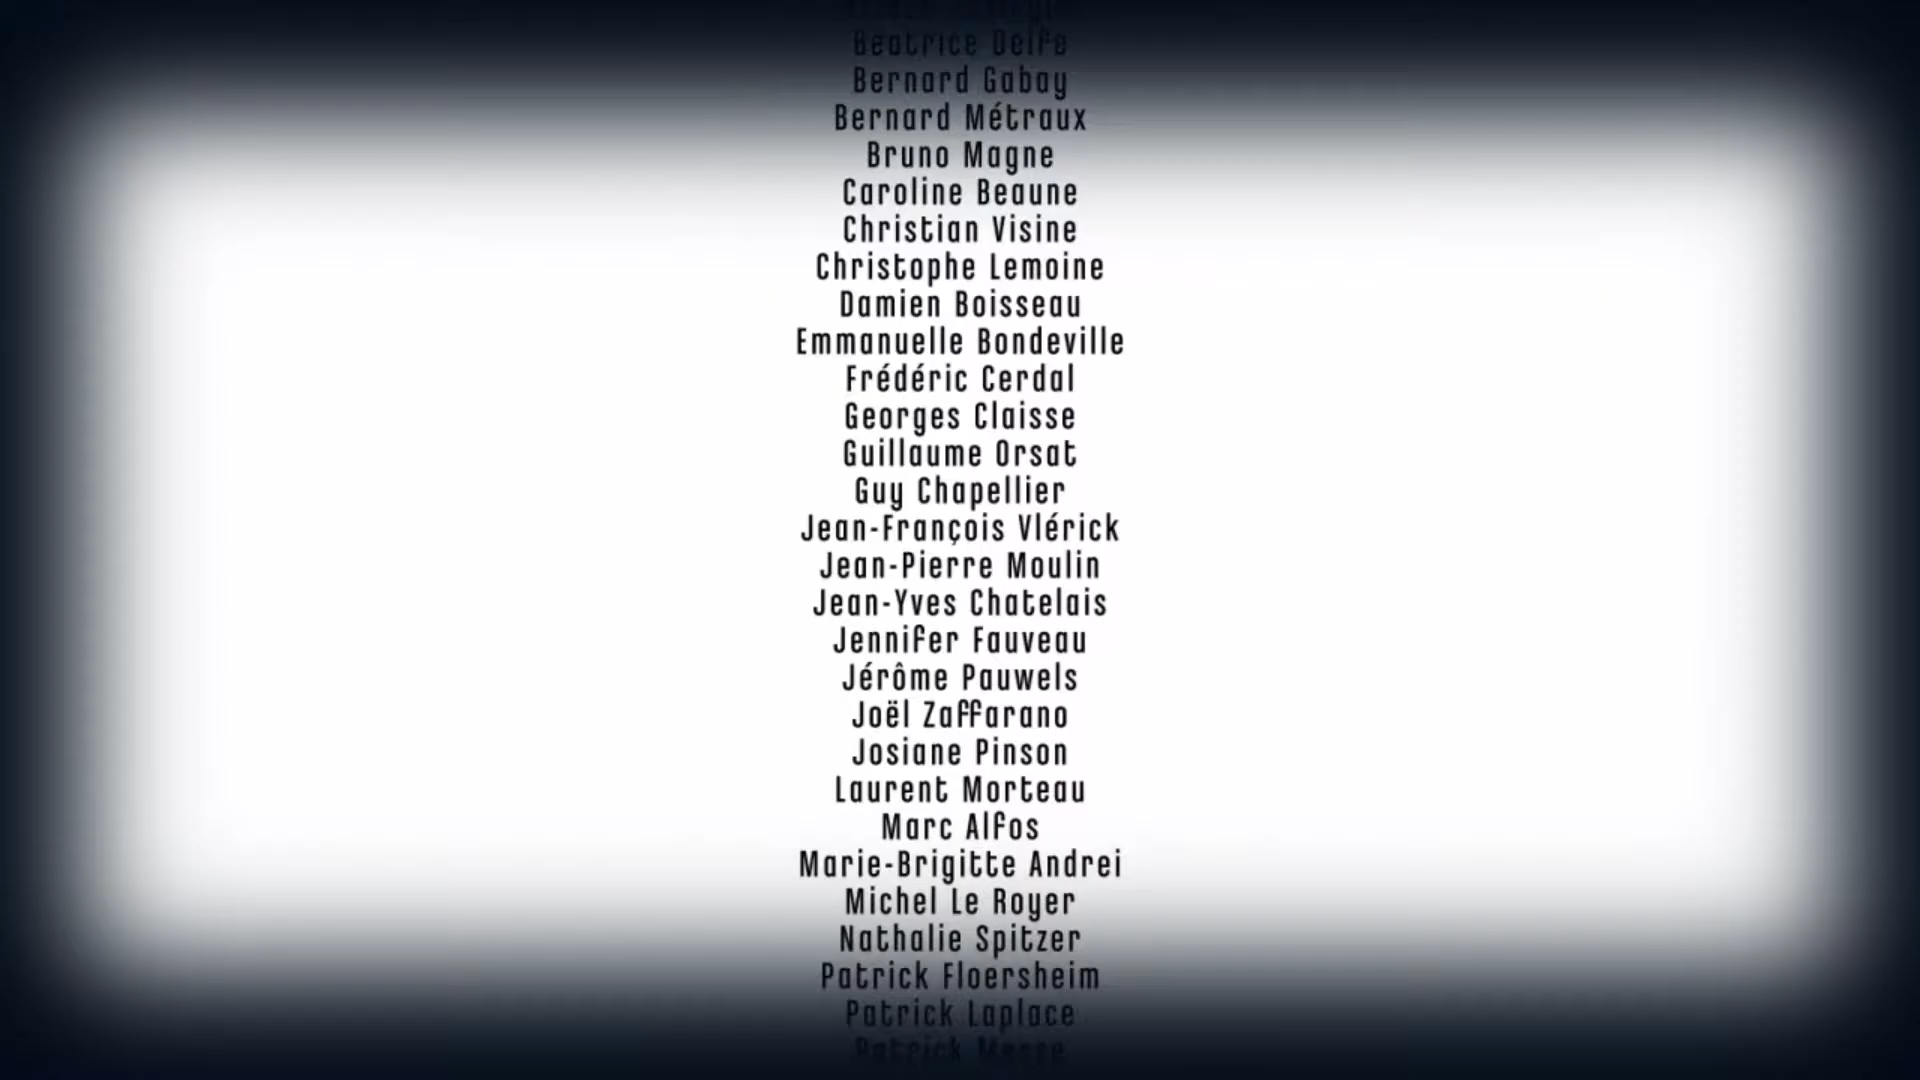 Béatrice Delfe
Bernard Gabay
Bernard Métraux
Bruno Magne
Caroline Beaune
Christian Visine
Christophe Lemoine
Damien Boisseau
Emmanuelle Bondeville
Frédéric Cerdal
Georges Claisse
Guillaume Orsat
Guy Chapellier
Jean-François Vlérick
Jean-Pierre Moulin
Jean-Yves Chatelais
Jennifer Fauveau
Jérôme Pauwels
Joël Zaffarano
Josiane Pinson
Laurent Morteau
Marc Alfos
Marie-Brigitte Andrei
Michel Le Royer
Nathalie Spitzer
Patrick Floersheim
Patrick Laplace
Patrick Messe